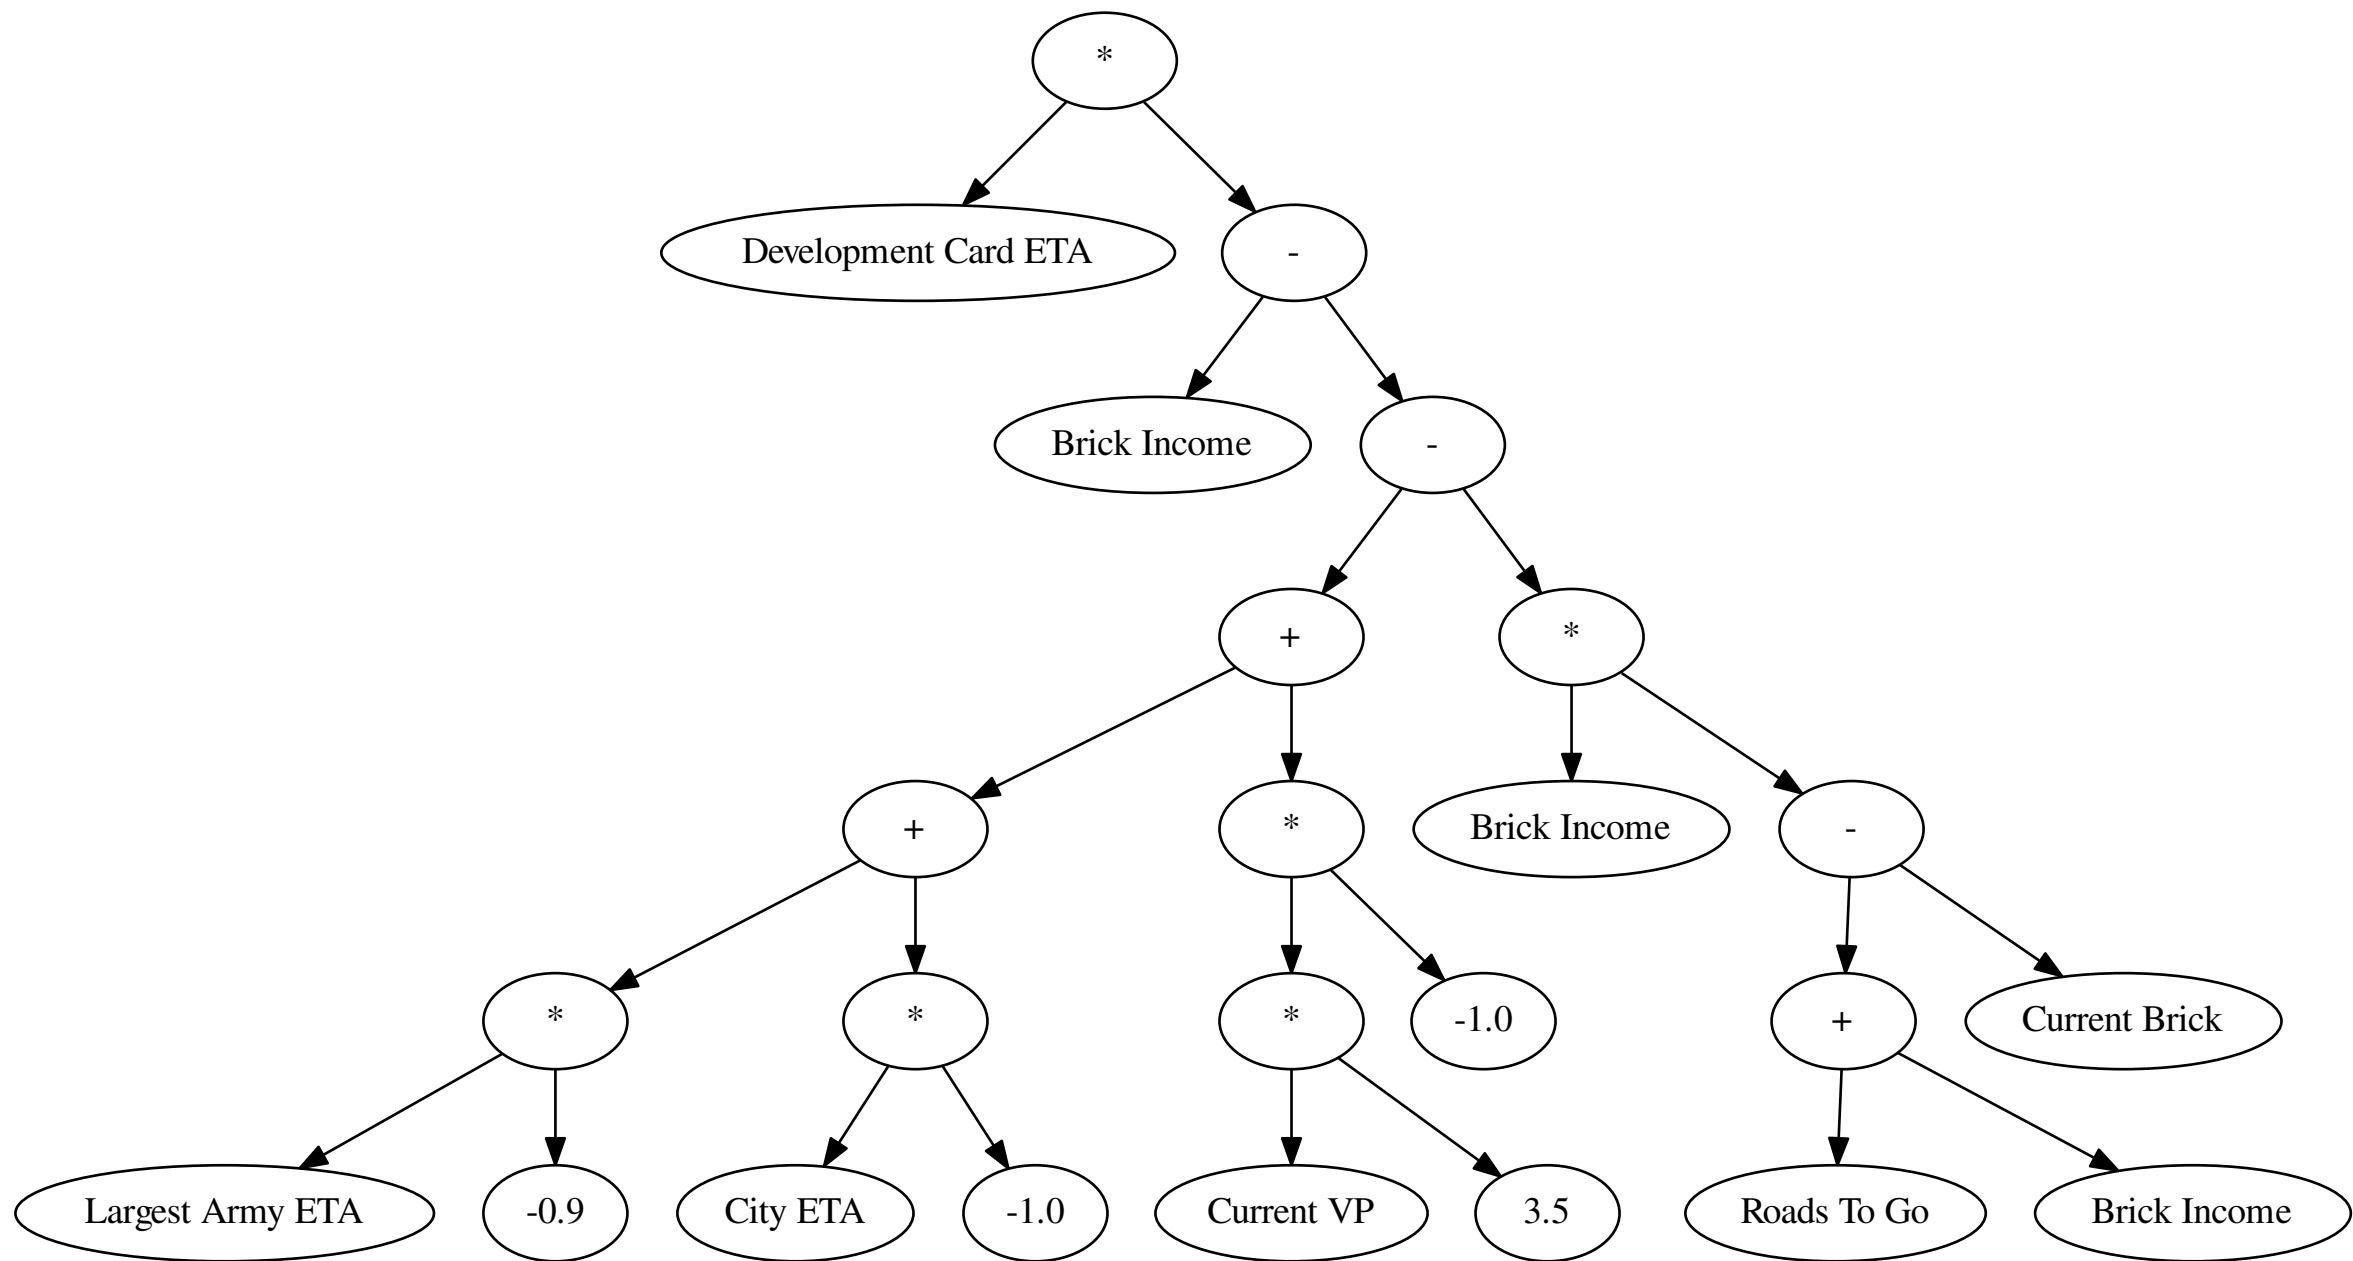 *
Development Card ETA
-
Brick Income
-
+
*
+
*
Brick Income
-
*
*
*
-1.0
+
Current Brick
Largest Army ETA
-0.9
City ETA
-1.0
Current VP
3.5
Roads To Go
Brick Income